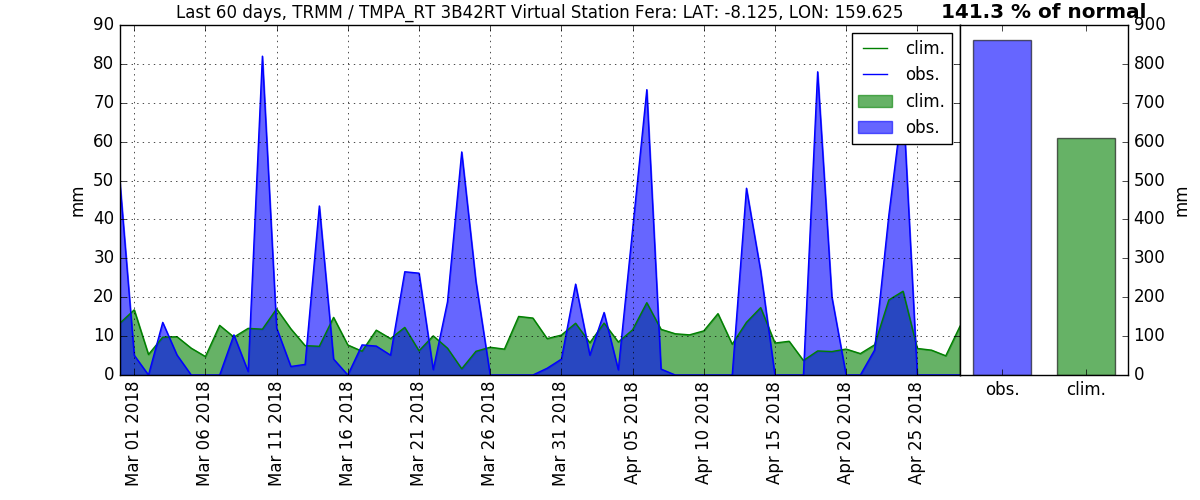 Last 60 days, TRMM / TMPA_RT 3B42RT Virtual Station Fera: LAT: -8.125, LON: 159.625
141.3 % of normal
90
80
70
60
50
40
30
20
10
0
mm
clim.
obs.
clim.
obs.
900
800
700
600
500
400
300
200
100
0
mm
Mar 01 2018
Mar 06 2018
Mar 11 2018
Mar 16 2018
Mar 21 2018
Mar 26 2018
Mar 31 2018
Apr 05 2018
Apr 10 2018
Apr 15 2018
Apr 20 2018
Apr 25 2018
obs.
clim.